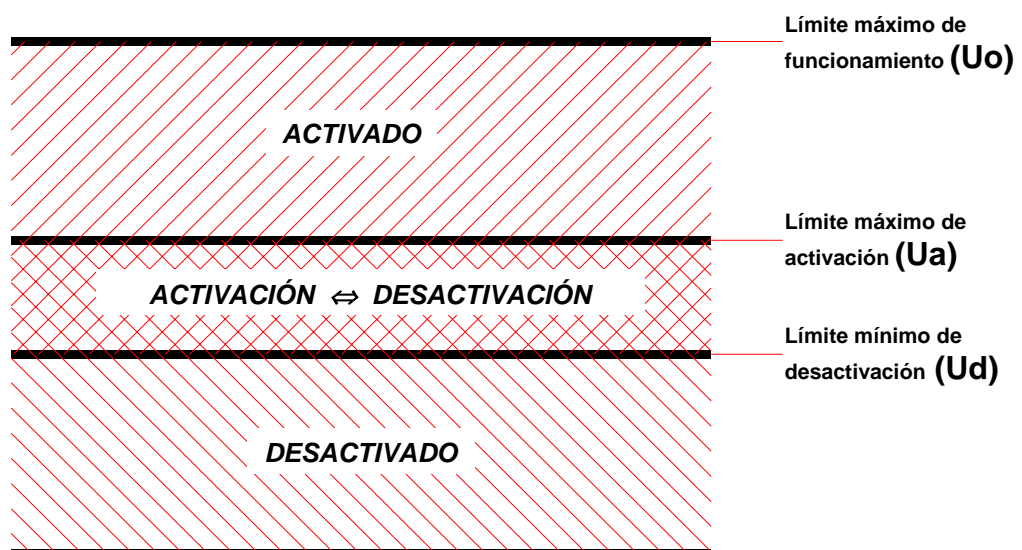 Límite máximo de
funcionamiento (Uo)
ACTIVADO
Límite máximo de
activación (Ua)
ACTIVACIÓN ⇔ DESACTIVACIÓN
Límite mínimo de
desactivación (Ud)
DESACTIVADO